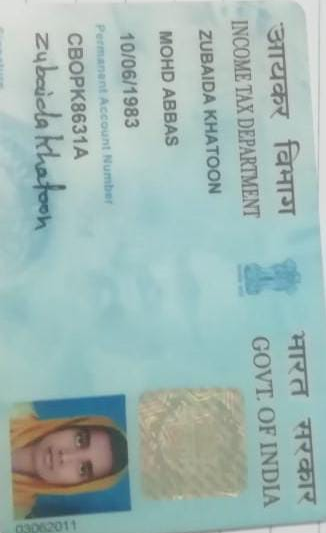 आयकर विभाग
INCOME TAX DEPARTMENT
भारत सरकार
GOVT. OF INDIA
ZUBAIDA KHATOON
MOHD ABBAS
10/06/1983
Permanent Account Number
CBOPK8631A
Zubaida Khatoon
Signature
03062011